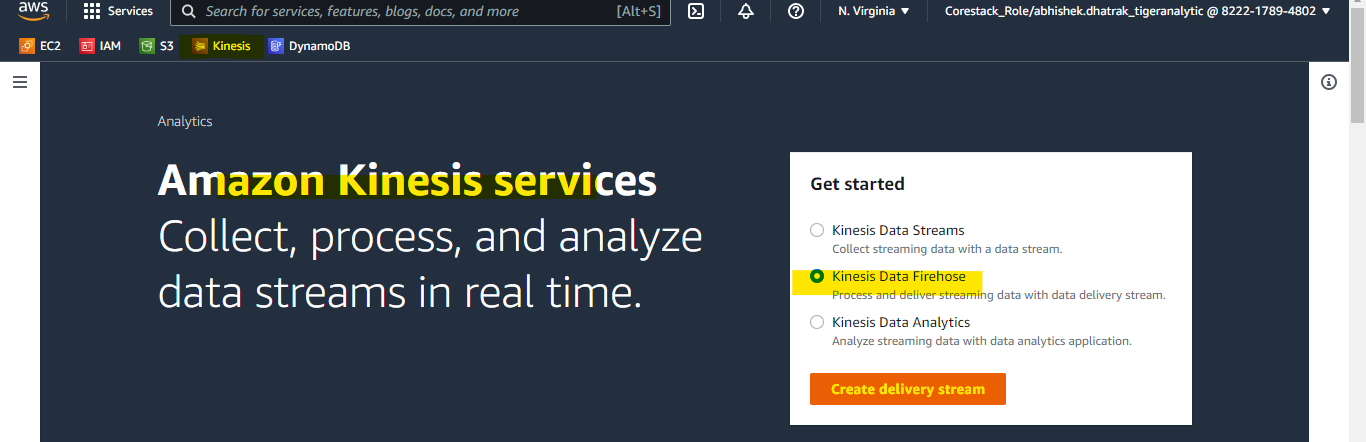 aws
Services
Search for services, features, blogs, docs, and more
[Alt+S]
N. Virginia
Corestack_Role/abhishek.dhatrak_tigeranalytic @ 8222-1789-4802
EC2
IAM
S3
Kinesis
DynamoDB
Analytics
Amazon Kinesis services
Collect, process, and analyze
data streams in real time.
Get started
Kinesis Data Streams
Collect streaming data with a data stream.
Kinesis Data Firehose
Process and deliver streaming data with data delivery stream.
Kinesis Data Analytics
Analyze streaming data with data analytics application.
Create delivery stream